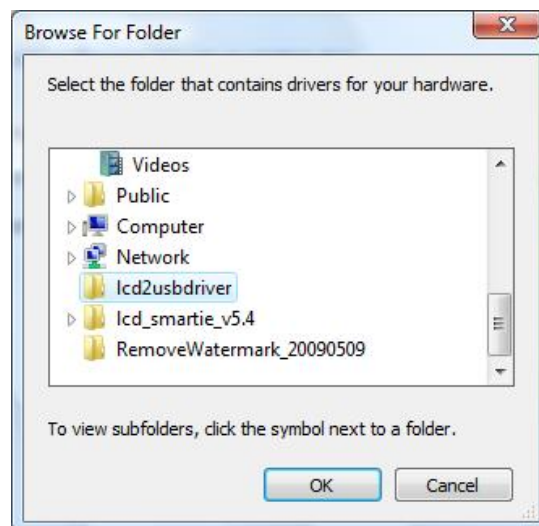 Browse For Folder
Select the folder that contains drivers for your hardware.
Videos
Public
Computer
Network
lcd2usbdriver
lcd_smartie_v5.4
RemoveWatermark_20090509
To view subfolders, click the symbol next to a folder.
OK
Cancel